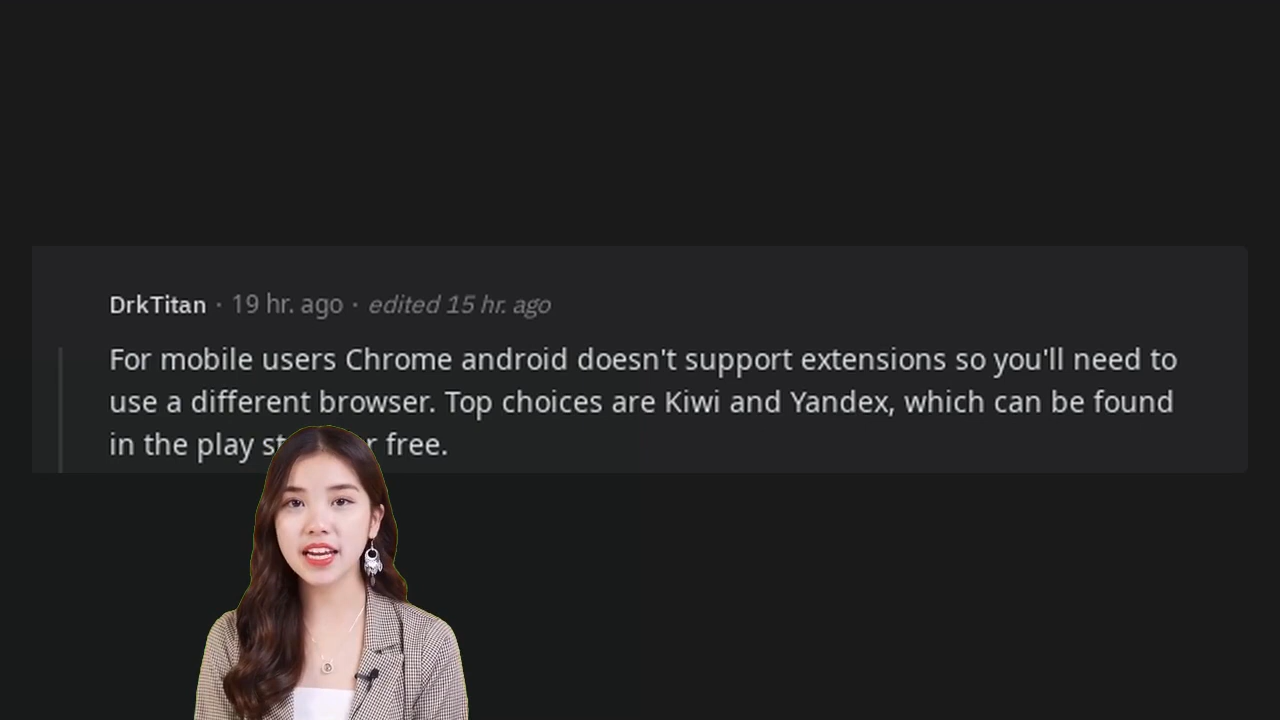 DrkTitan · 19 hr. ago · edited 15 hr. ago
For mobile users Chrome android doesn't support extensions so you'll need to
use a different browser. Top choices are Kiwi and Yandex, which can be found
in the play free.